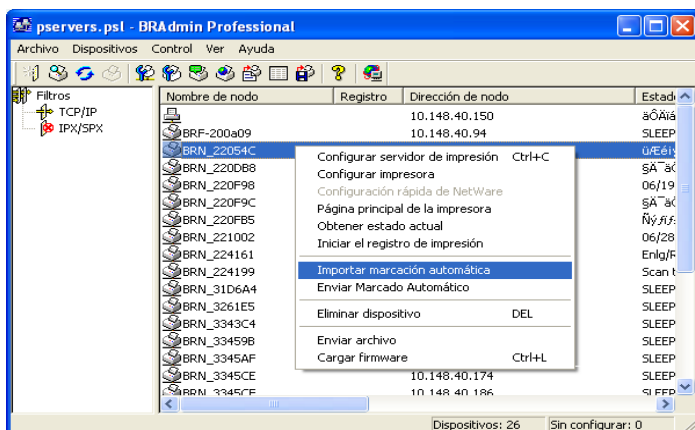 pservers.psl - BRAdmin Professional
Archivo Dispositivos Control Ver Ayuda
Filtros
TCP/IP
IPX/SPX
Nombre de nodo Registro Dirección de nodo
10.148.40.150
BRF-200a09 10.148.40.94 SLEEP
BRN_22054C
BRN_220DB8
BRN_220F98 06/19
BRN_220F9C
BRN_220FB5
BRN_221002 06/28
BRN_224161
BRN_224199 Scan
BRN_31D6A4 SLEEP
BRN_3261E5 SLEEP
BRN_3343C4 SLEEP
BRN_33459B SLEEP
BRN_3345AF SLEEP
BRN_3345CE 10.148.40.174 SLEEP
BRN_3345CF 10.148.40.186 SLEEP
Configurar servidor de impresión Ctrl+C
Configurar impresora
Configuración rápida de NetWare
Página principal de la impresora
Obtener estado actual
Iniciar el registro de impresión
Importar marcación automática
Enviar Marcado Automático
Eliminar dispositivo DEL
Enviar archivo
Cargar firmware Ctrl+L
Dispositivos: 26 Sin configurar: 0